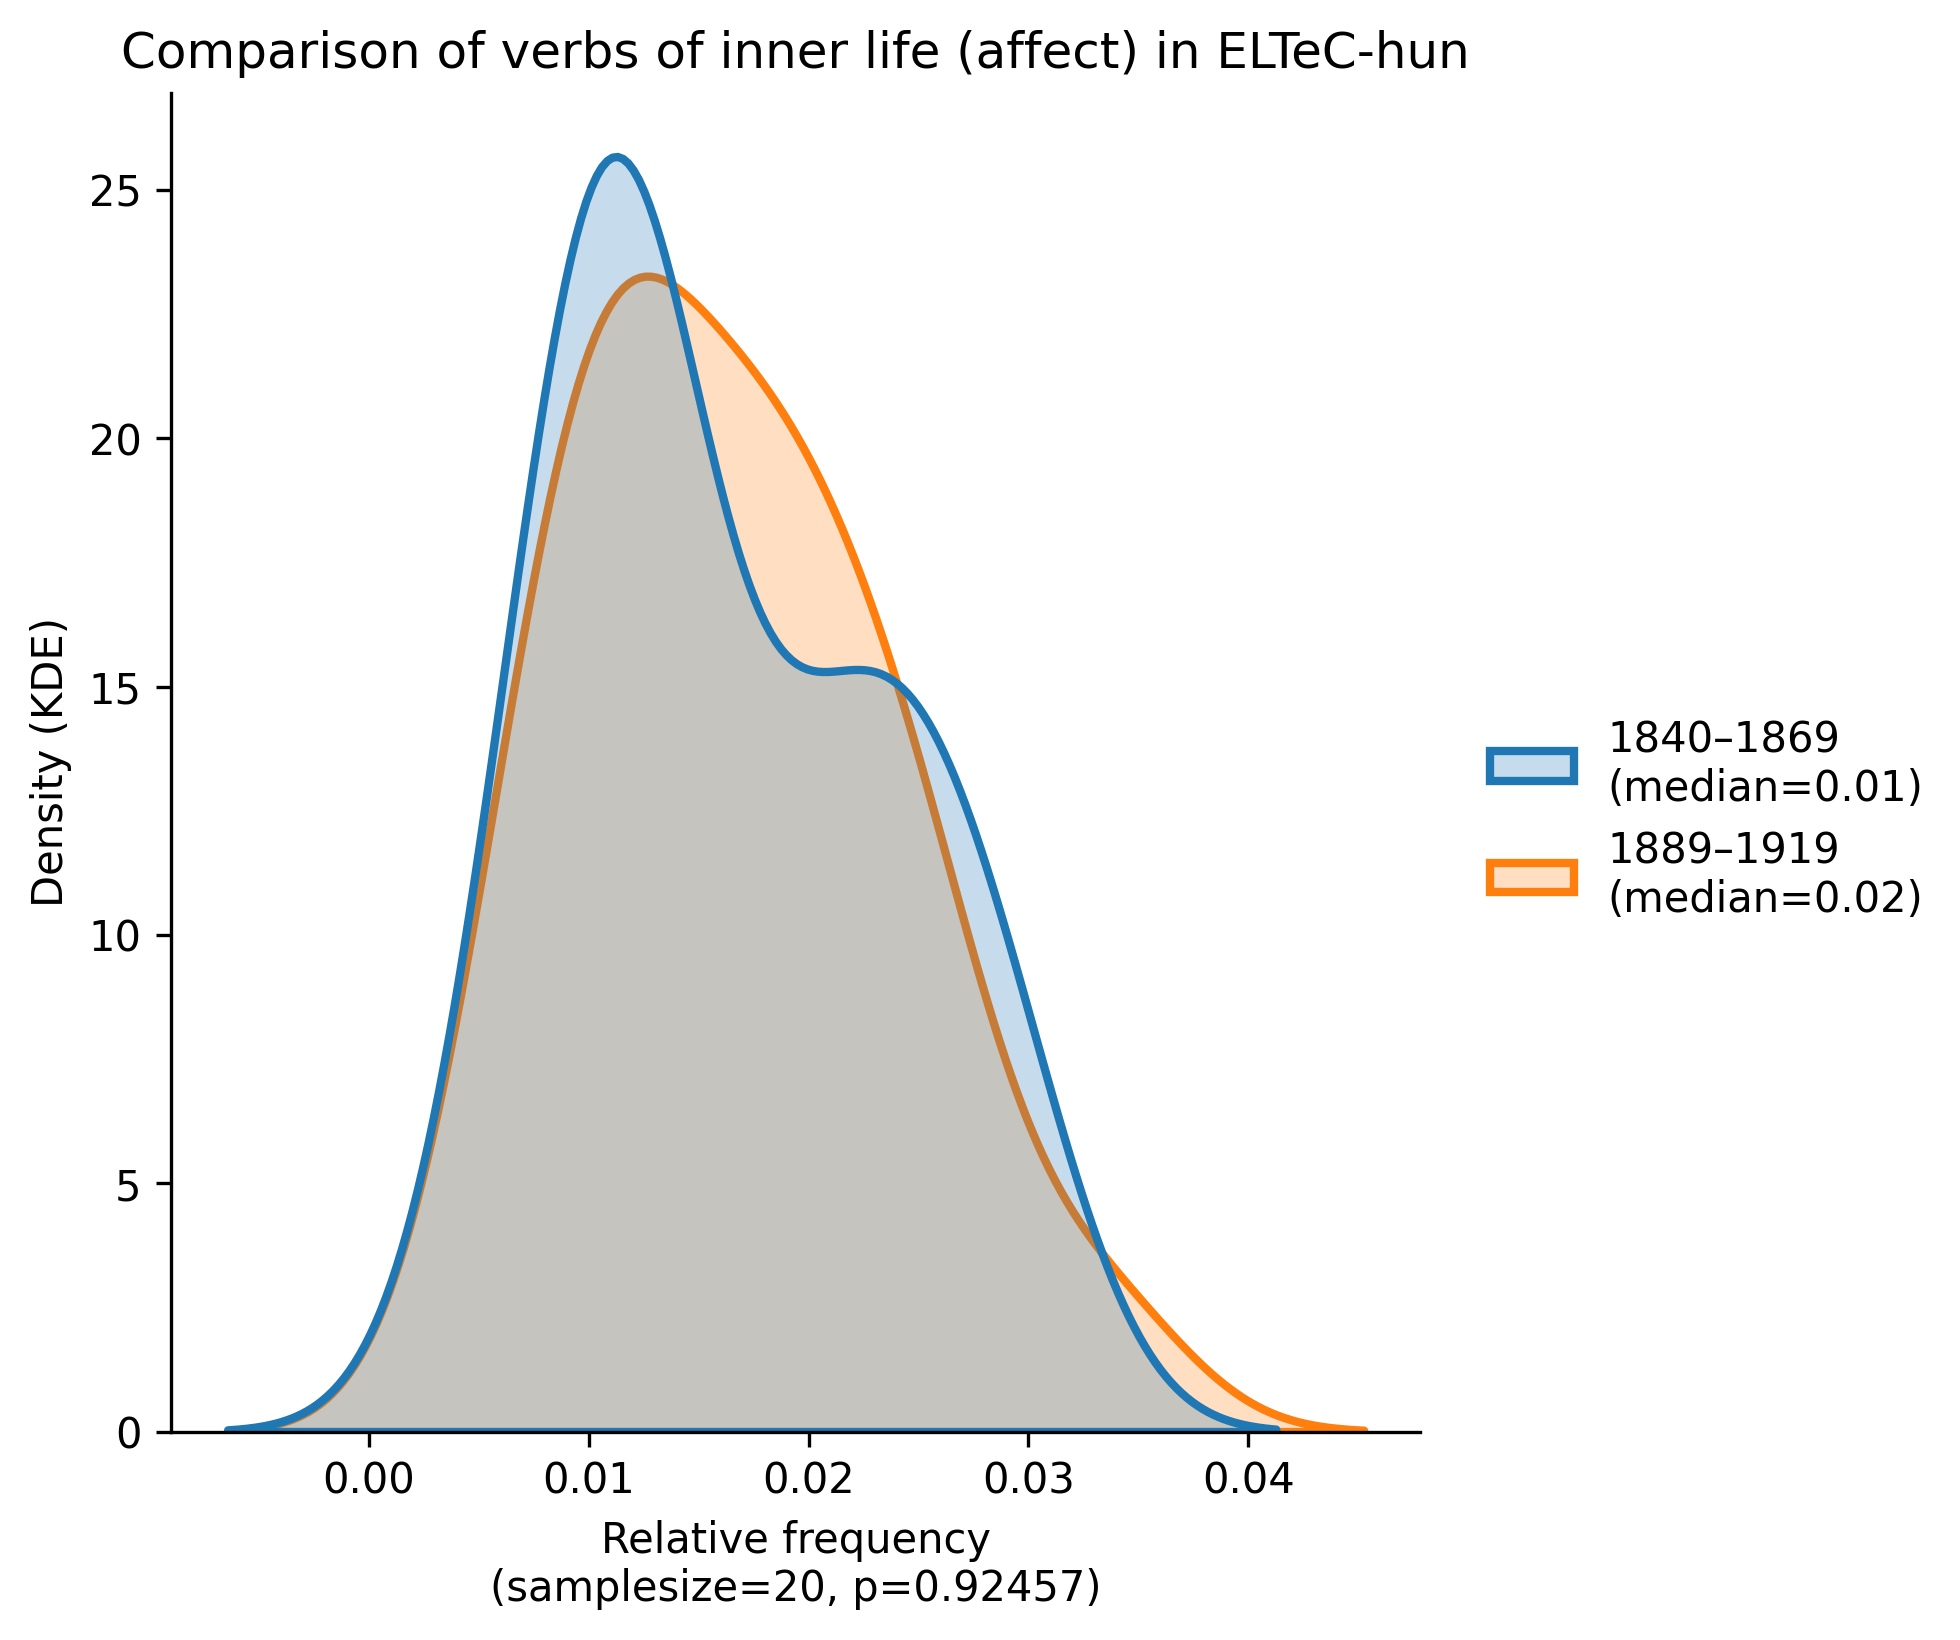 Comparison of verbs of inner life (affect) in ELTeC-hun
Density (KDE)
25
20
15
10
5
0
0.00 0.01 0.02 0.03 0.04
Relative frequency
(samplesize=20, p=0.92457)
1840–1869
(median=0.01)
1889–1919
(median=0.02)